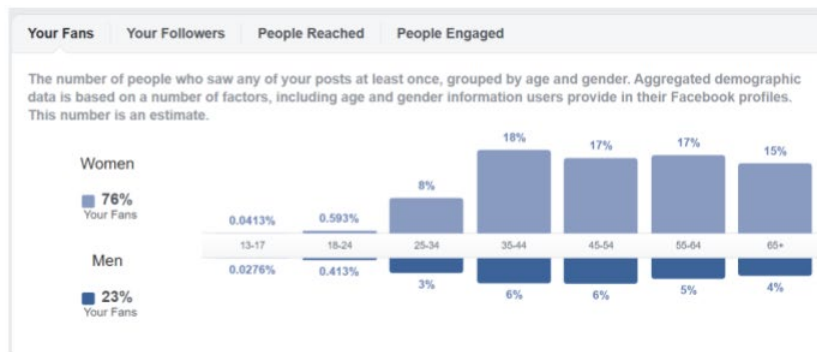 Your Fans Your Followers People Reached People Engaged
The number of people who saw any of your posts at least once, grouped by age and gender. Aggregated demographic
data is based on a number of factors, including age and gender information users provide in their Facebook profiles.
This number is an estimate.
Women
76%
Your Fans
0.0413% 0.593% 8% 18% 17% 17% 15%
13-17 18-24 25-34 35-44 45-54 55-64 65+
Men
23%
Your Fans
0.0276% 0.413% 3% 6% 6% 5% 4%